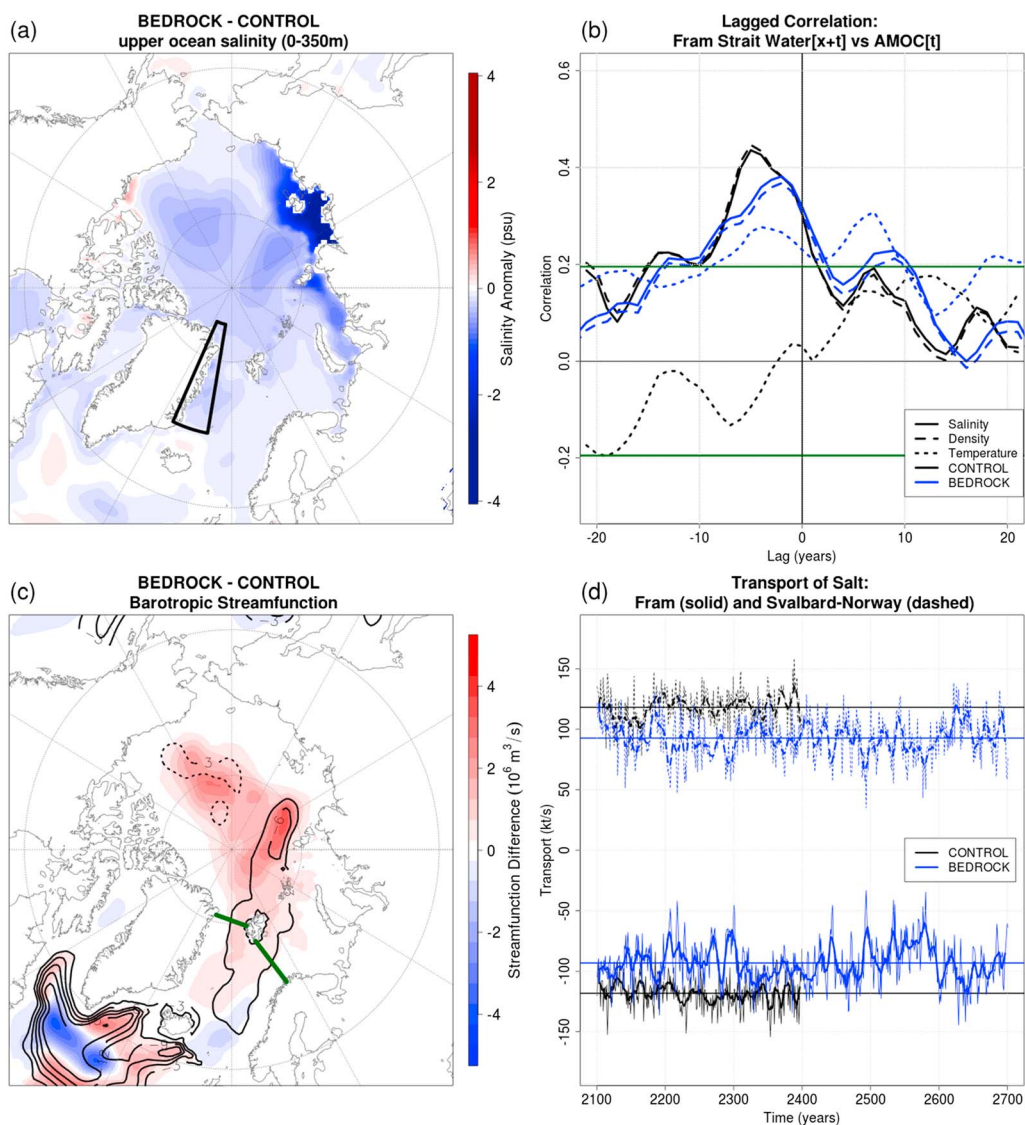 (a)
BEDROCK - CONTROL
upper ocean salinity (0-350m)
4
2
0
-2
-4
Salinity Anomaly (psu)
(b)
Lagged Correlation:
Fram Strait Water[x+t] vs AMOC[t]
0.6
0.4
0.2
0.0
-0.2
Correlation
Salinity
Density
Temperature
CONTROL
BEDROCK
-20
-10
0
10
20
Lag (years)
(c)
BEDROCK - CONTROL
Barotropic Streamfunction
3
4
2
0
-2
-4
Streamfunction Difference (10⁶ m³ / s)
(d)
Transport of Salt:
Fram (solid) and Svalbard-Norway (dashed)
150
100
50
0
-50
-100
-150
Transport (kt/s)
CONTROL
BEDROCK
2100
2200
2300
2400
2500
2600
2700
Time (years)